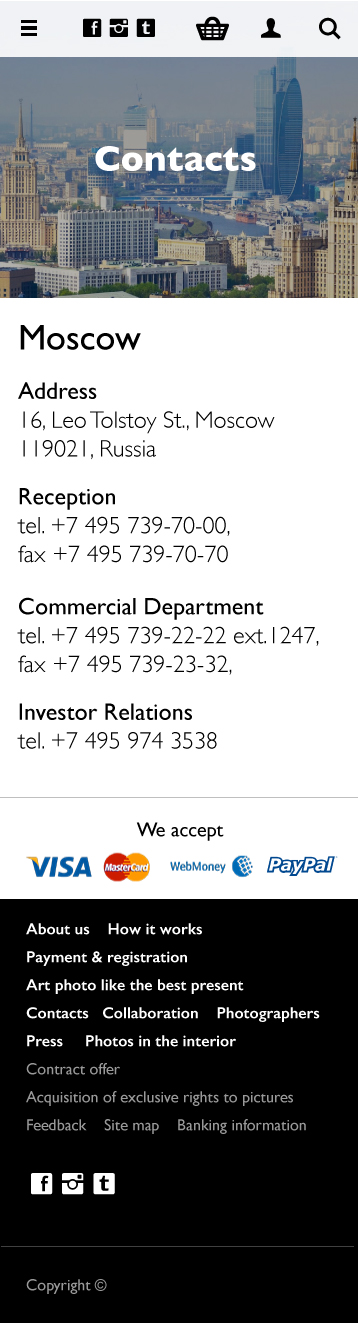 Contacts
Moscow
Address
16, Leo Tolstoy St., Moscow
119021, Russia
Reception
tel. +7 495 739-70-00,
fax +7 495 739-70-70
Commercial Department
tel. +7 495 739-22-22 ext.1247,
fax +7 495 739-23-32,
Investor Relations
tel. +7 495 974 3538
We accept
VISA MasterCard WebMoney PayPal
About us How it works
Payment & registration
Art photo like the best present
Contacts Collaboration Photographers
Press Photos in the interior
Contract offer
Acquisition of exclusive rights to pictures
Feedback Site map Banking information
Copyright ©